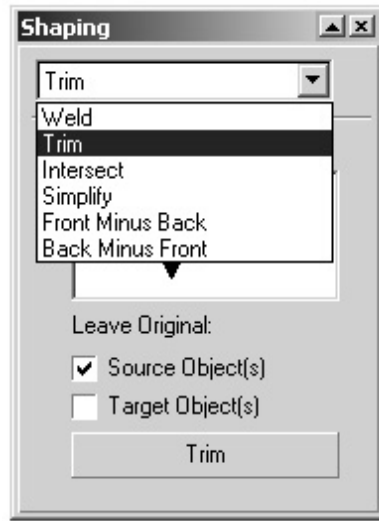 Shaping
Trim
Weld
Trim
Intersect
Simplify
Front Minus Back
Back Minus Front
Leave Original:
Source Object(s)
Target Object(s)
Trim